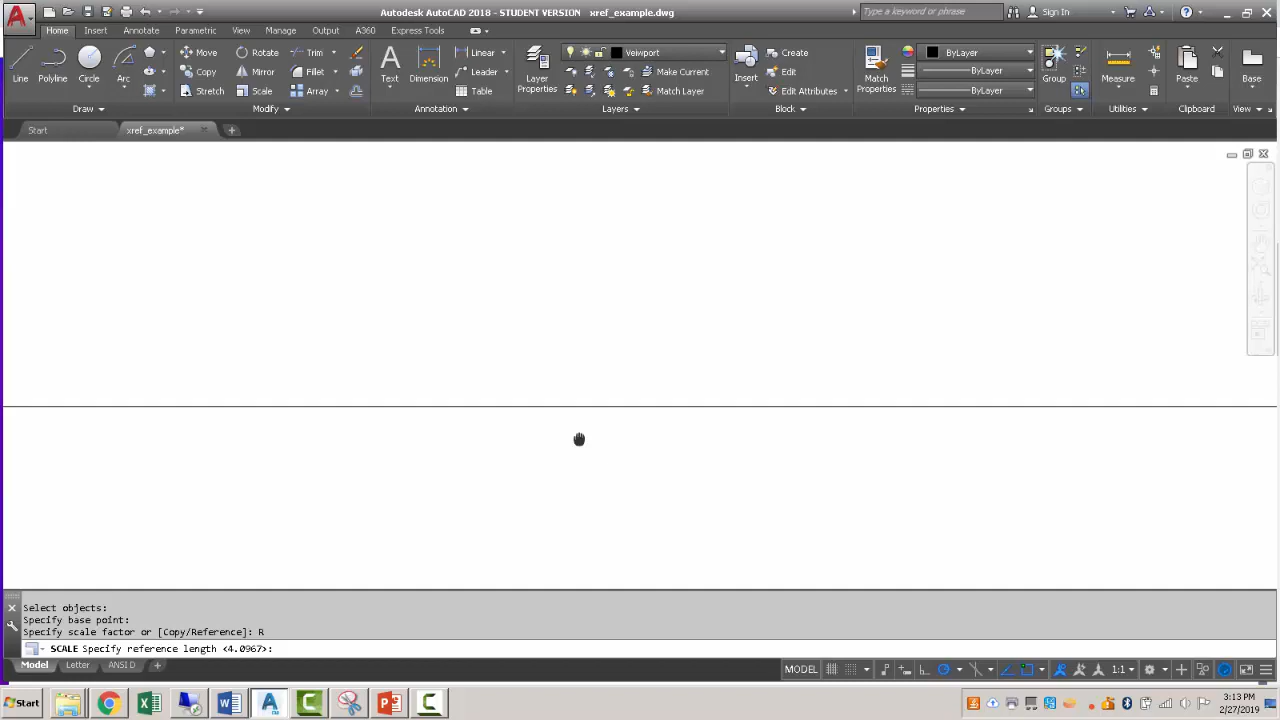 Autodesk AutoCAD 2018 - STUDENT VERSION xref_example.dwg
Type a keyword or phrase
Sign In
Home Insert Annotate Parametric View Manage Output A360 Express Tools
Line Polyline Circle Arc
Move Rotate Trim
Copy Mirror Fillet
Stretch Scale Array
Text Dimension
Linear
Leader
Table
Layer Properties
Veiwport
Make Current
Match Layer
Insert
Create
Edit
Edit Attributes
Match Properties
ByLayer
ByLayer
ByLayer
Group Measure Paste Base
Draw Modify Annotation Layers Block Properties Groups Utilities Clipboard View
Start xref_example*
Select objects:
Specify base point:
Specify scale factor or [Copy/Reference]: R
SCALE Specify reference length <4.0967>:
Model Letter ANSI D
MODEL 1:1
Start
3:13 PM
2/27/2019